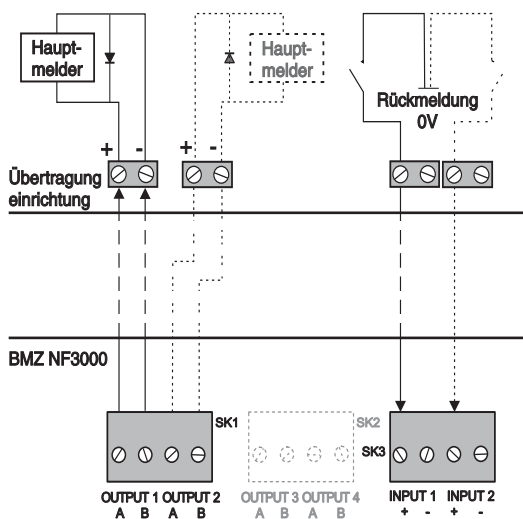 Haupt-
melder
Haupt-
melder
Rückmeldung
0V
+ - + -
Übertragung
einrichtung
BMZ NF3000
SK1 SK2
SK3
OUTPUT 1 OUTPUT 2 OUTPUT 3 OUTPUT 4 INPUT 1 INPUT 2
A B A B A B A B + - + -